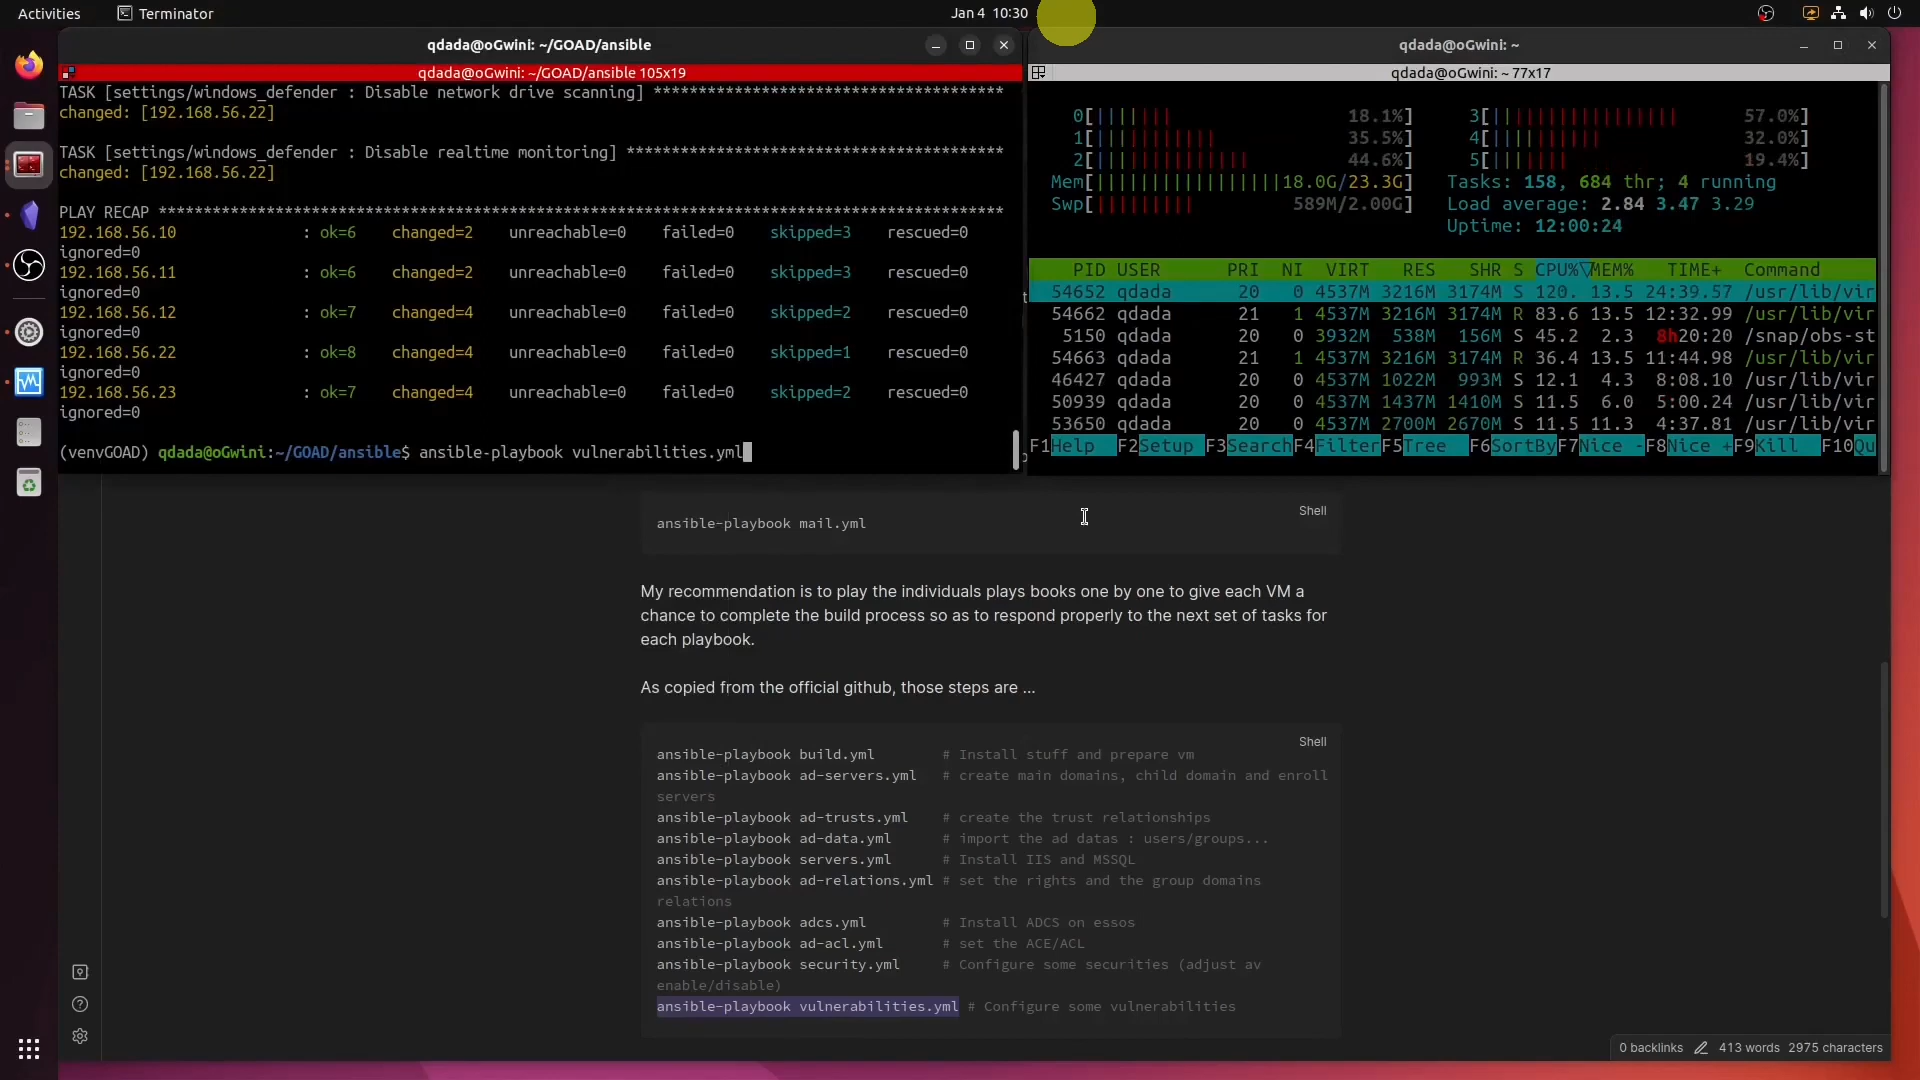 Activities
Terminator
Jan 4 10:30
qdada@oGwini: ~/GOAD/ansible
qdada@oGwini: ~/GOAD/ansible 105x19
TASK [settings/windows_defender : Disable network drive scanning] ***************************************
changed: [192.168.56.22]
TASK [settings/windows_defender : Disable realtime monitoring] ******************************************
changed: [192.168.56.22]
PLAY RECAP **********************************************************************************************
192.168.56.10 : ok=6 changed=2 unreachable=0 failed=0 skipped=3 rescued=0
ignored=0
192.168.56.11 : ok=6 changed=2 unreachable=0 failed=0 skipped=3 rescued=0
ignored=0
192.168.56.12 : ok=7 changed=4 unreachable=0 failed=0 skipped=2 rescued=0
ignored=0
192.168.56.22 : ok=8 changed=4 unreachable=0 failed=0 skipped=1 rescued=0
ignored=0
192.168.56.23 : ok=7 changed=4 unreachable=0 failed=0 skipped=2 rescued=0
ignored=0
(venvGOAD) qdada@oGwini:~/GOAD/ansible$ ansible-playbook vulnerabilities.yml
qdada@oGwini: ~
qdada@oGwini: ~ 77x17
0[||||||| 18.1%] 3[||||||||||||||||| 57.0%]
1[||||||||||| 35.5%] 4[||||||||||| 32.0%]
2[|||||||||||||| 44.6%] 5[||||||| 19.4%]
Mem[|||||||||||||||||18.0G/23.3G] Tasks: 158, 684 thr; 4 running
Swp[||||||||| 589M/2.00G] Load average: 2.84 3.47 3.29
Uptime: 12:00:24
PID USER PRI NI VIRT RES SHR S CPU%▽MEM% TIME+ Command
54652 qdada 20 0 4537M 3216M 3174M S 120. 13.5 24:39.57 /usr/lib/vir
54662 qdada 21 1 4537M 3216M 3174M R 83.6 13.5 12:32.99 /usr/lib/vir
5150 qdada 20 0 3932M 538M 156M S 45.2 2.3 8h20:20 /snap/obs-st
54663 qdada 21 1 4537M 3216M 3174M R 36.4 13.5 11:44.98 /usr/lib/vir
46427 qdada 20 0 4537M 1022M 993M S 12.1 4.3 8:08.10 /usr/lib/vir
50939 qdada 20 0 4537M 1437M 1410M S 11.5 6.0 5:00.24 /usr/lib/vir
53650 qdada 20 0 4537M 2700M 2670M S 11.5 11.3 4:37.81 /usr/lib/vir
F1Help F2Setup F3Search F4Filter F5Tree F6SortBy F7Nice - F8Nice + F9Kill F10Qu
Shell
ansible-playbook mail.yml
My recommendation is to play the individuals plays books one by one to give each VM a
chance to complete the build process so as to respond properly to the next set of tasks for
each playbook.
As copied from the official github, those steps are ...
Shell
ansible-playbook build.yml # Install stuff and prepare vm
ansible-playbook ad-servers.yml # create main domains, child domain and enroll
servers
ansible-playbook ad-trusts.yml # create the trust relationships
ansible-playbook ad-data.yml # import the ad datas : users/groups...
ansible-playbook servers.yml # Install IIS and MSSQL
ansible-playbook ad-relations.yml # set the rights and the group domains
relations
ansible-playbook adcs.yml # Install ADCS on essos
ansible-playbook ad-acl.yml # set the ACE/ACL
ansible-playbook security.yml # Configure some securities (adjust av
enable/disable)
ansible-playbook vulnerabilities.yml # Configure some vulnerabilities
0 backlinks 413 words 2975 characters